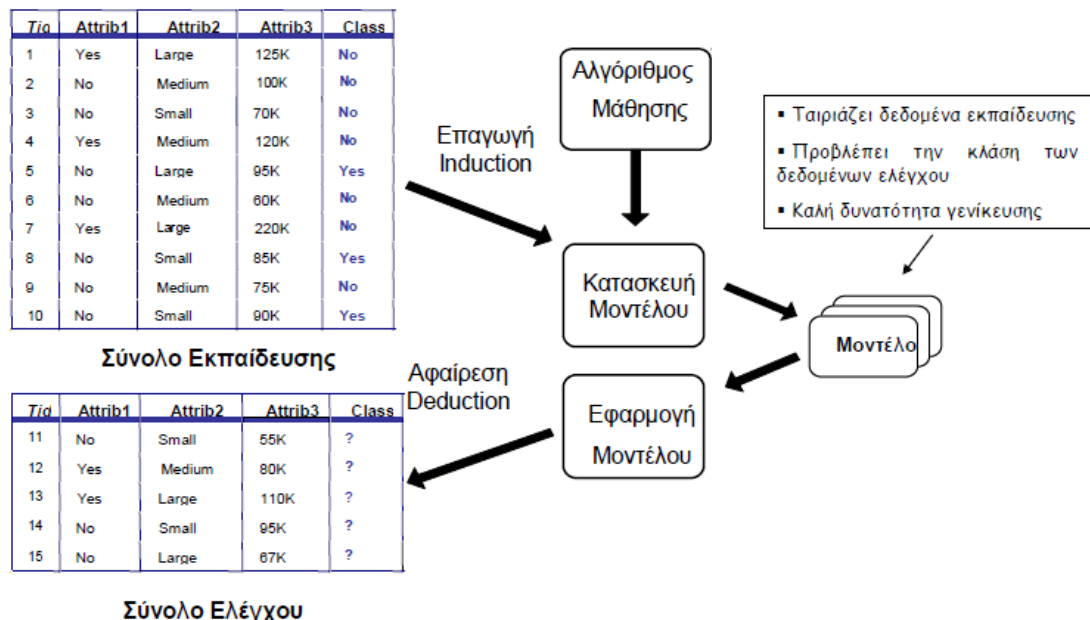 Tid Attrib1 Attrib2 Attrib3 Class
1 Yes Large 125K No
2 No Medium 100K No
3 No Small 70K No
4 Yes Medium 120K No
5 No Large 95K Yes
6 No Medium 60K No
7 Yes Large 220K No
8 No Small 85K Yes
9 No Medium 75K No
10 No Small 90K Yes
Σύνολο Εκπαίδευσης
Επαγωγή
Induction
Αλγόριθμος
Μάθησης
▪ Ταιριάζει δεδομένα εκπαίδευσης
▪ Προβλέπει την κλάση των
δεδομένων ελέγχου
▪ Καλή δυνατότητα γενίκευσης
Κατασκευή
Μοντέλου
Μοντέλο
Αφαίρεση
Deduction
Εφαρμογή
Μοντέλου
Tid Attrib1 Attrib2 Attrib3 Class
11 No Small 55K ?
12 Yes Medium 80K ?
13 Yes Large 110K ?
14 No Small 95K ?
15 No Large 67K ?
Σύνολο Ελέγχου